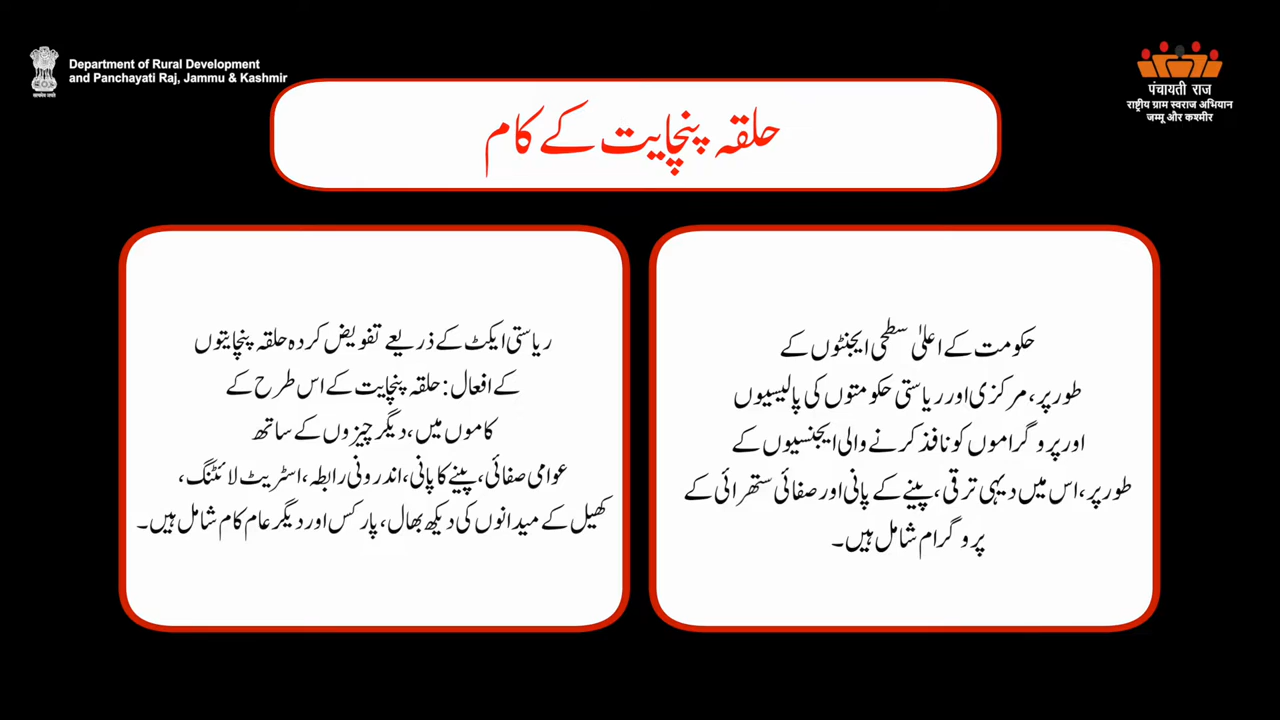 Department of Rural Development
and Panchayati Raj, Jammu & Kashmir
पंचायती राज
राष्ट्रीय ग्राम स्वराज अभियान
जम्मू और कश्मीर
حلقہ پنچایت کے کام
حکومت کے اعلیٰ سطحی ایجنٹوں کے
طور پر، مرکزی اور ریاستی حکومتوں کی پالیسیوں
اور پروگراموں کو نافذ کرنے والی ایجنسیوں کے
طور پر، اس میں دیہی ترقی، پینے کے پانی اور صفائی ستھرائی کے
پروگرام شامل ہیں۔
ریاستی ایکٹ کے ذریعے تفویض کردہ حلقہ پنچایتوں
کے افعال: حلقہ پنچایت کے اس طرح کے
کاموں میں، دیگر چیزوں کے ساتھ
عوامی صفائی، پینے کا پانی، اندرونی رابطہ، اسٹریٹ لائٹنگ،
کھیل کے میدانوں کی دیکھ بھال، پارکس اور دیگر عام کام شامل ہیں۔